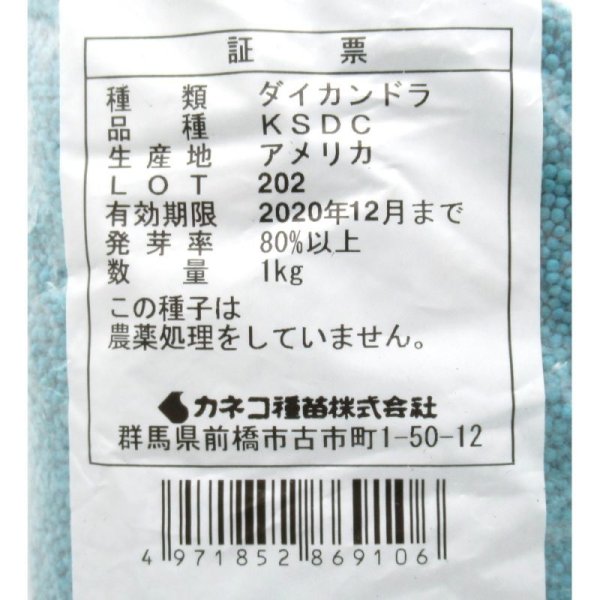 証票
種類 ダイカンドラ
品種 KSDC
生産地 アメリカ
LOT 202
有効期限 2020年12月まで
発芽率 80%以上
数量 1kg
この種子は
農薬処理をしていません。
カネコ種苗株式会社
群馬県前橋市古市町1-50-12
4 971852 869106